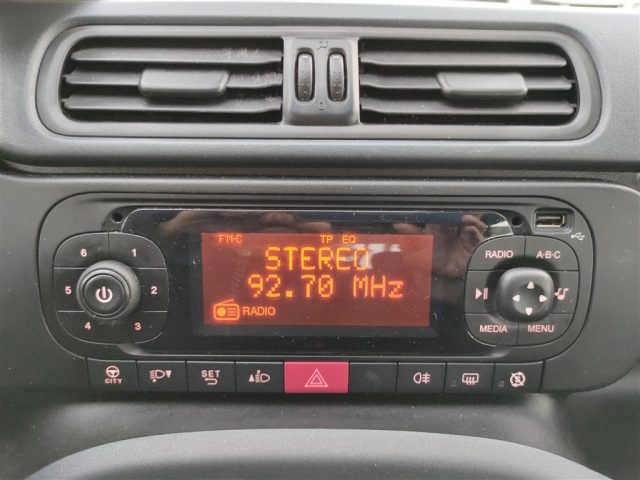 FM-C TP EQ
STEREO
92.70 MHz
RADIO
6 1
5 2
4 3
RADIO A·B·C
MEDIA MENU
CITY
SET